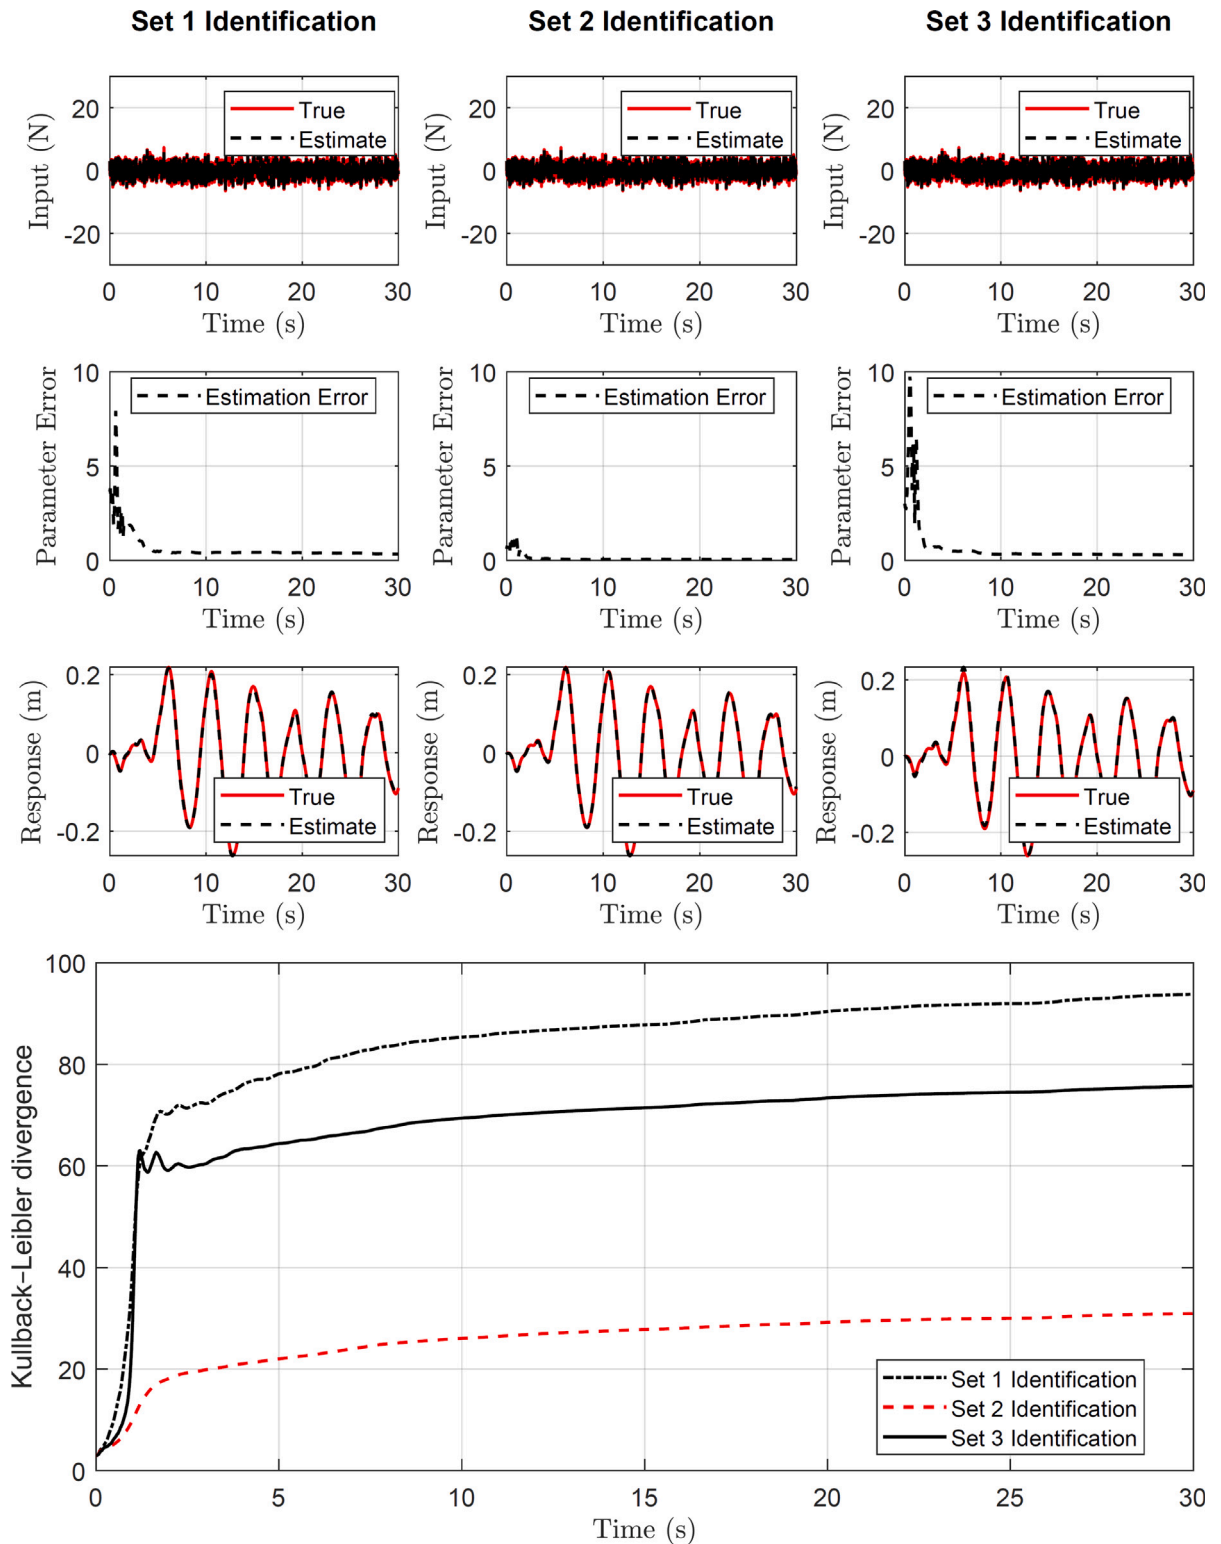 Set 1 Identification
Set 2 Identification
Set 3 Identification
Input (N)
20
0
-20
True
Estimate
0 10 20 30
Time (s)
Input (N)
20
0
-20
True
Estimate
0 10 20 30
Time (s)
Input (N)
20
0
-20
True
Estimate
0 10 20 30
Time (s)
Parameter Error
10
5
0
Estimation Error
0 10 20 30
Time (s)
Parameter Error
10
5
0
Estimation Error
0 10 20 30
Time (s)
Parameter Error
10
5
0
Estimation Error
0 10 20 30
Time (s)
Response (m)
0.2
0
-0.2
True
Estimate
0 10 20 30
Time (s)
Response (m)
0.2
0
-0.2
True
Estimate
0 10 20 30
Time (s)
Response (m)
0.2
0
-0.2
True
Estimate
0 10 20 30
Time (s)
Kullback–Leibler divergence
100
80
60
40
20
0
Set 1 Identification
Set 2 Identification
Set 3 Identification
0 5 10 15 20 25 30
Time (s)